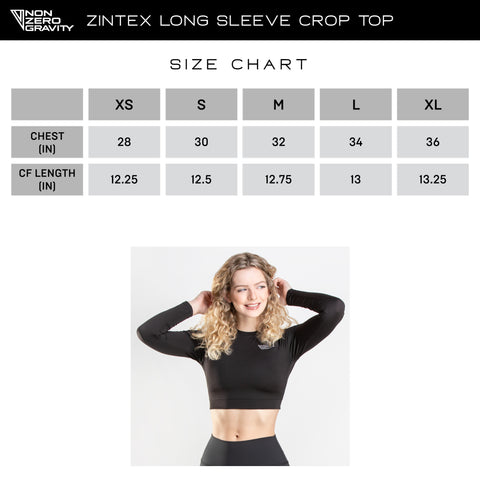 NON ZERO GRAVITY ZINTEX LONG SLEEVE CROP TOP
SIZE CHART
XS S M L XL
CHEST (IN) 28 30 32 34 36
CF LENGTH (IN) 12.25 12.5 12.75 13 13.25